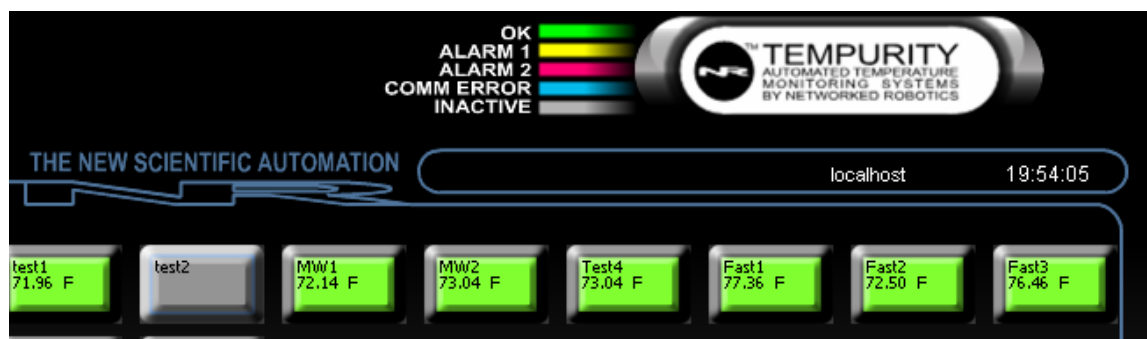 OK
ALARM 1
ALARM 2
COMM ERROR
INACTIVE
NR
TM
TEMPURITY
AUTOMATED TEMPERATURE
MONITORING SYSTEMS
BY NETWORKED ROBOTICS
THE NEW SCIENTIFIC AUTOMATION
localhost 19:54:05
test1
71.96 F
test2
MW1
72.14 F
MW2
73.04 F
Test4
73.04 F
Fast1
77.36 F
Fast2
72.50 F
Fast3
76.46 F